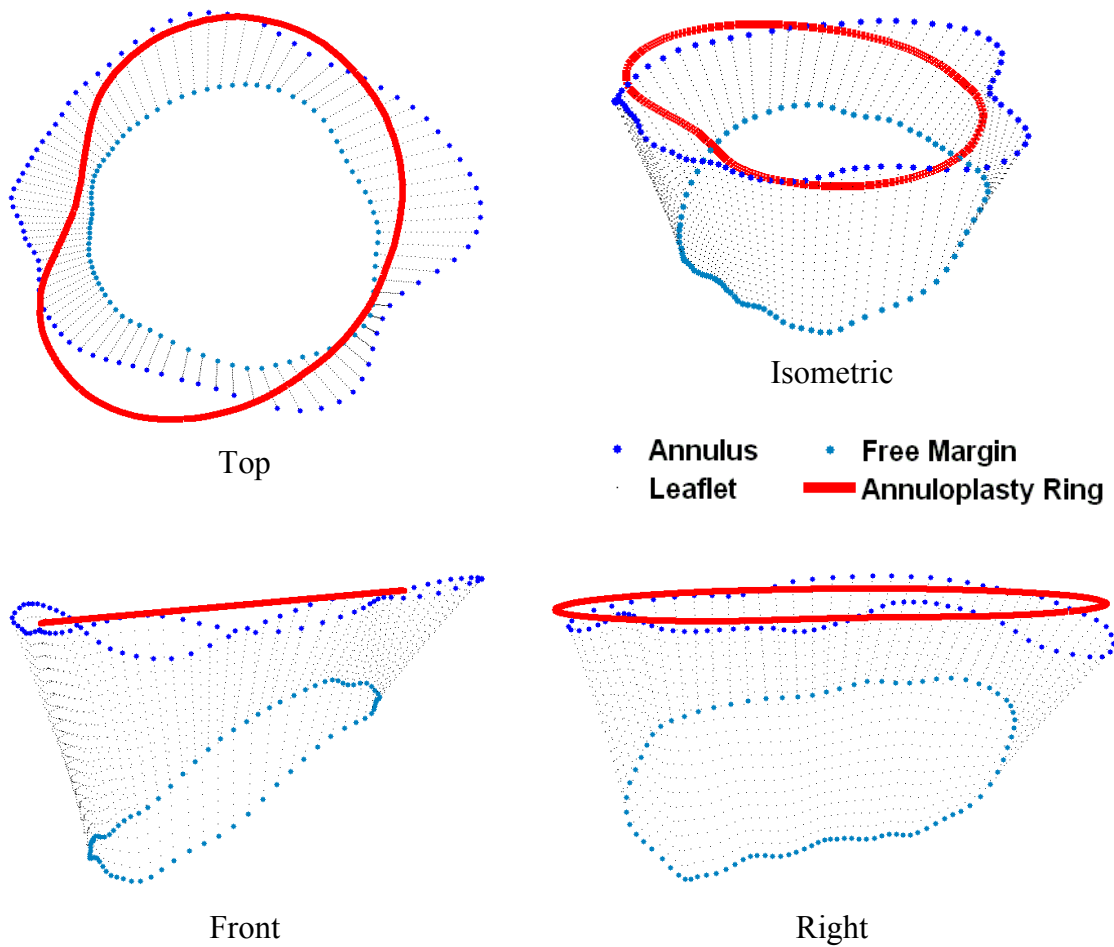 Top
Isometric
Annulus
Free Margin
Leaflet
Annuloplasty Ring
Front
Right